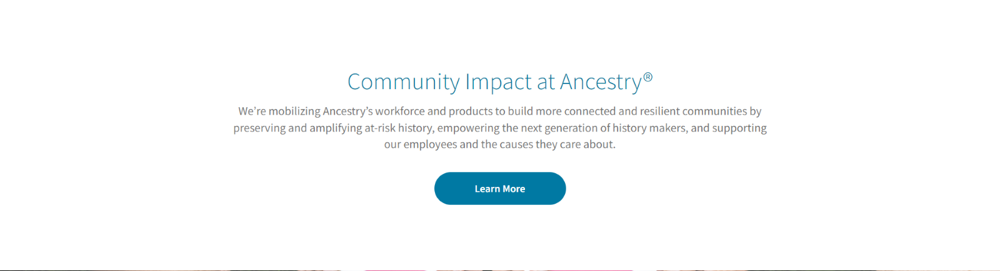 Community Impact at Ancestry®
We’re mobilizing Ancestry’s workforce and products to build more connected and resilient communities by
preserving and amplifying at-risk history, empowering the next generation of history makers, and supporting
our employees and the causes they care about.
Learn More